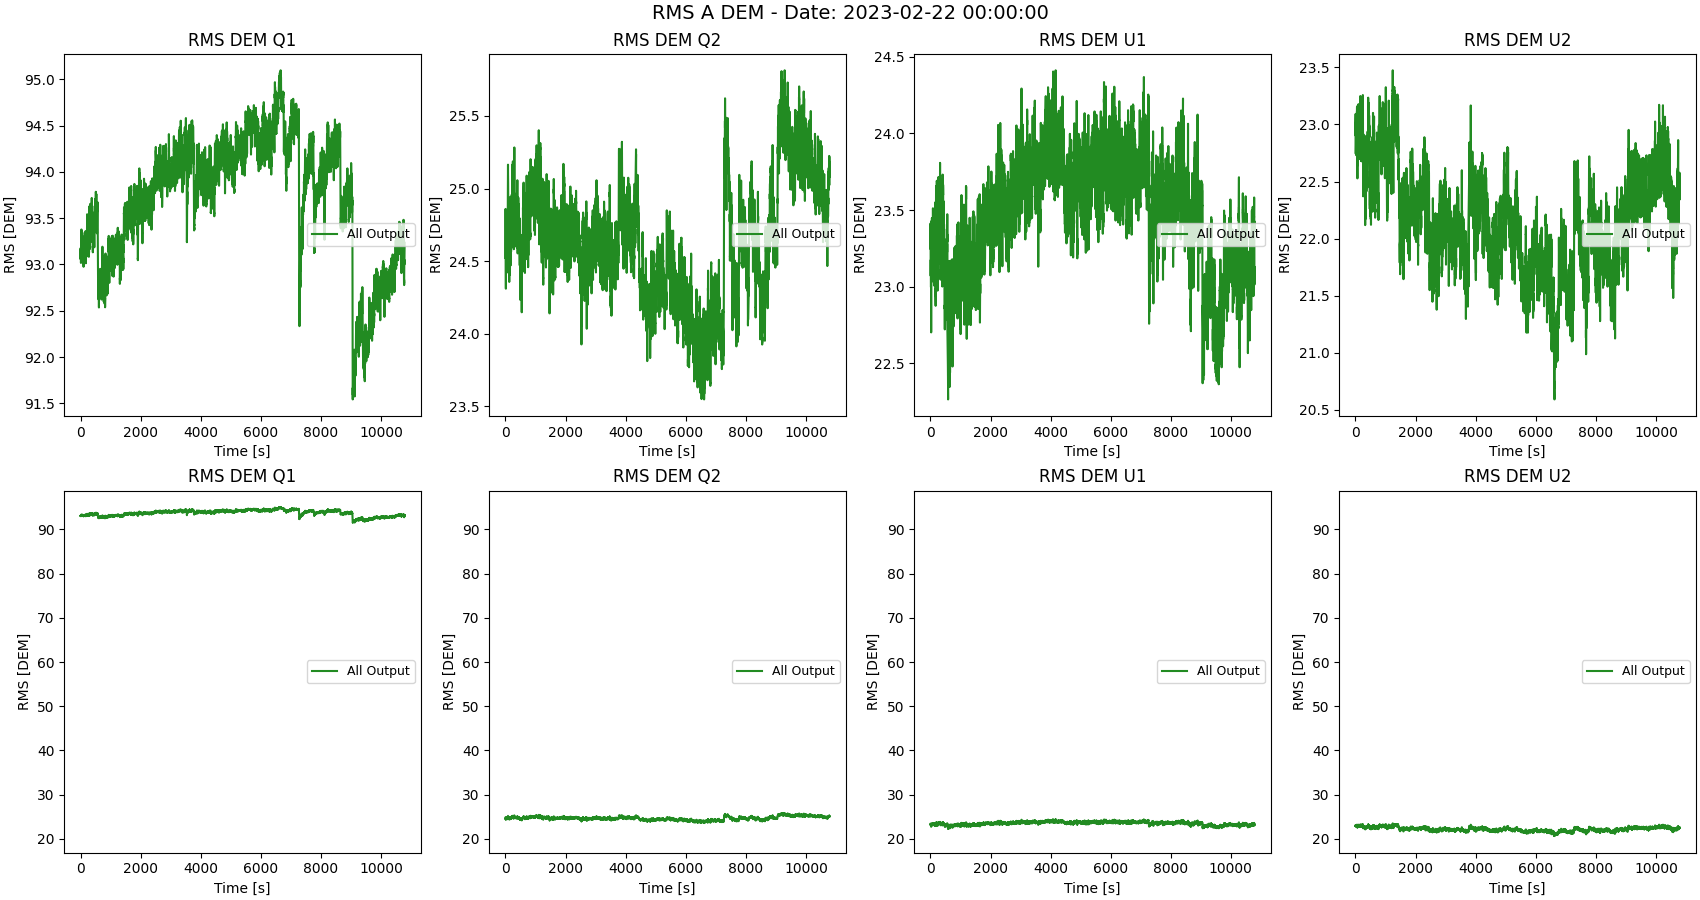 RMS A DEM - Date: 2023-02-22 00:00:00
RMS DEM Q1
RMS [DEM]
95.0
94.5
94.0
93.5
93.0
92.5
92.0
91.5
All Output
0 2000 4000 6000 8000 10000
Time [s]
RMS DEM Q2
RMS [DEM]
25.5
25.0
24.5
24.0
23.5
All Output
0 2000 4000 6000 8000 10000
Time [s]
RMS DEM U1
RMS [DEM]
24.5
24.0
23.5
23.0
22.5
All Output
0 2000 4000 6000 8000 10000
Time [s]
RMS DEM U2
RMS [DEM]
23.5
23.0
22.5
22.0
21.5
21.0
20.5
All Output
0 2000 4000 6000 8000 10000
Time [s]
RMS DEM Q1
RMS [DEM]
90
80
70
60
50
40
30
20
All Output
0 2000 4000 6000 8000 10000
Time [s]
RMS DEM Q2
RMS [DEM]
90
80
70
60
50
40
30
20
All Output
0 2000 4000 6000 8000 10000
Time [s]
RMS DEM U1
RMS [DEM]
90
80
70
60
50
40
30
20
All Output
0 2000 4000 6000 8000 10000
Time [s]
RMS DEM U2
RMS [DEM]
90
80
70
60
50
40
30
20
All Output
0 2000 4000 6000 8000 10000
Time [s]